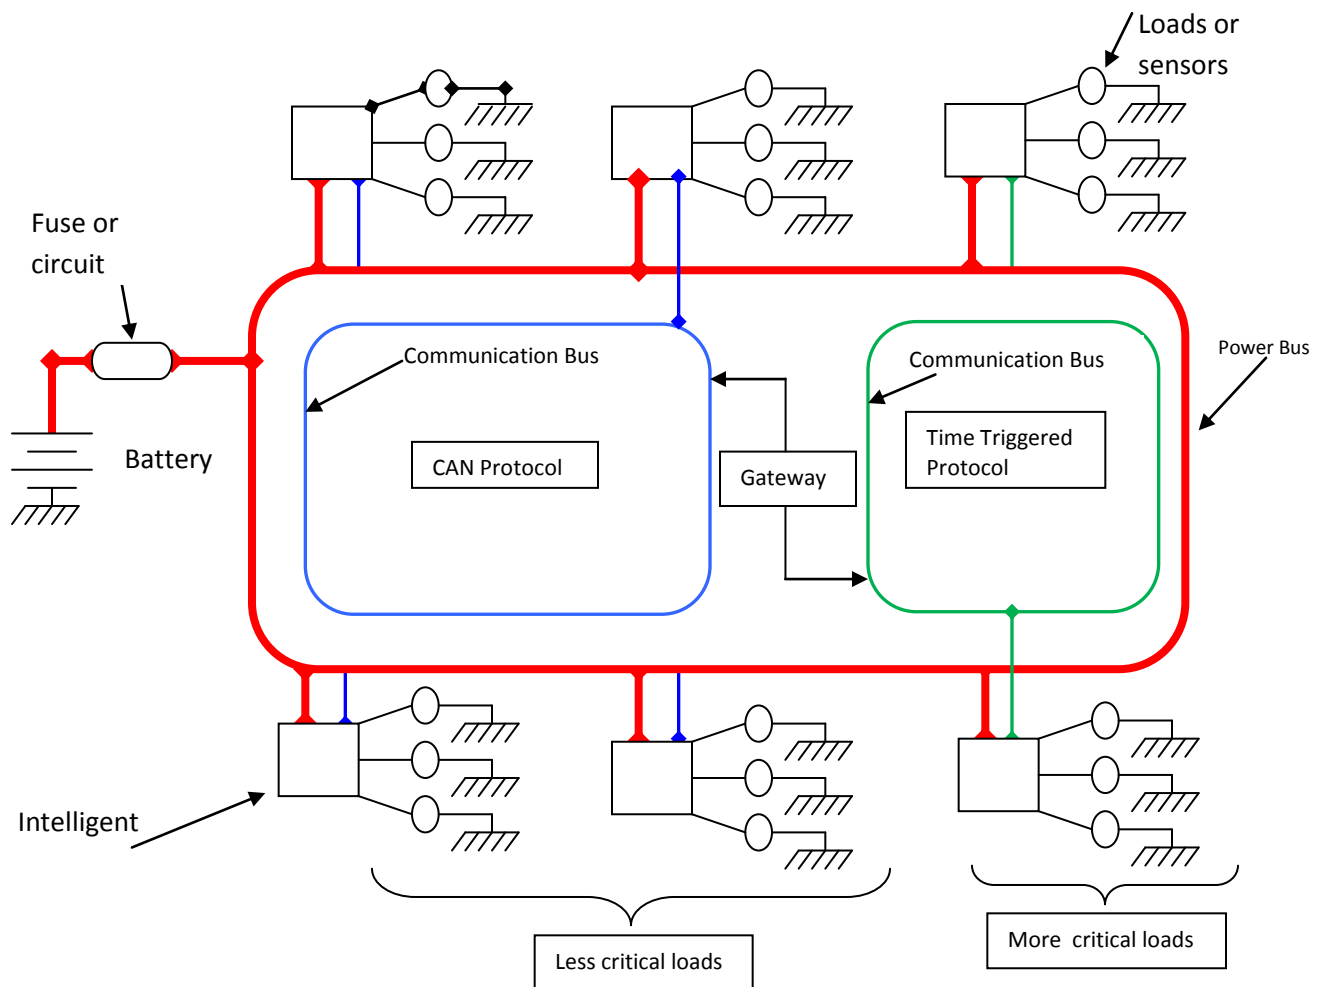 Loads or
sensors
Fuse or
circuit
Communication Bus
Communication Bus
Power Bus
Battery
CAN Protocol
Gateway
Time Triggered
Protocol
Intelligent
Less critical loads
More  critical loads